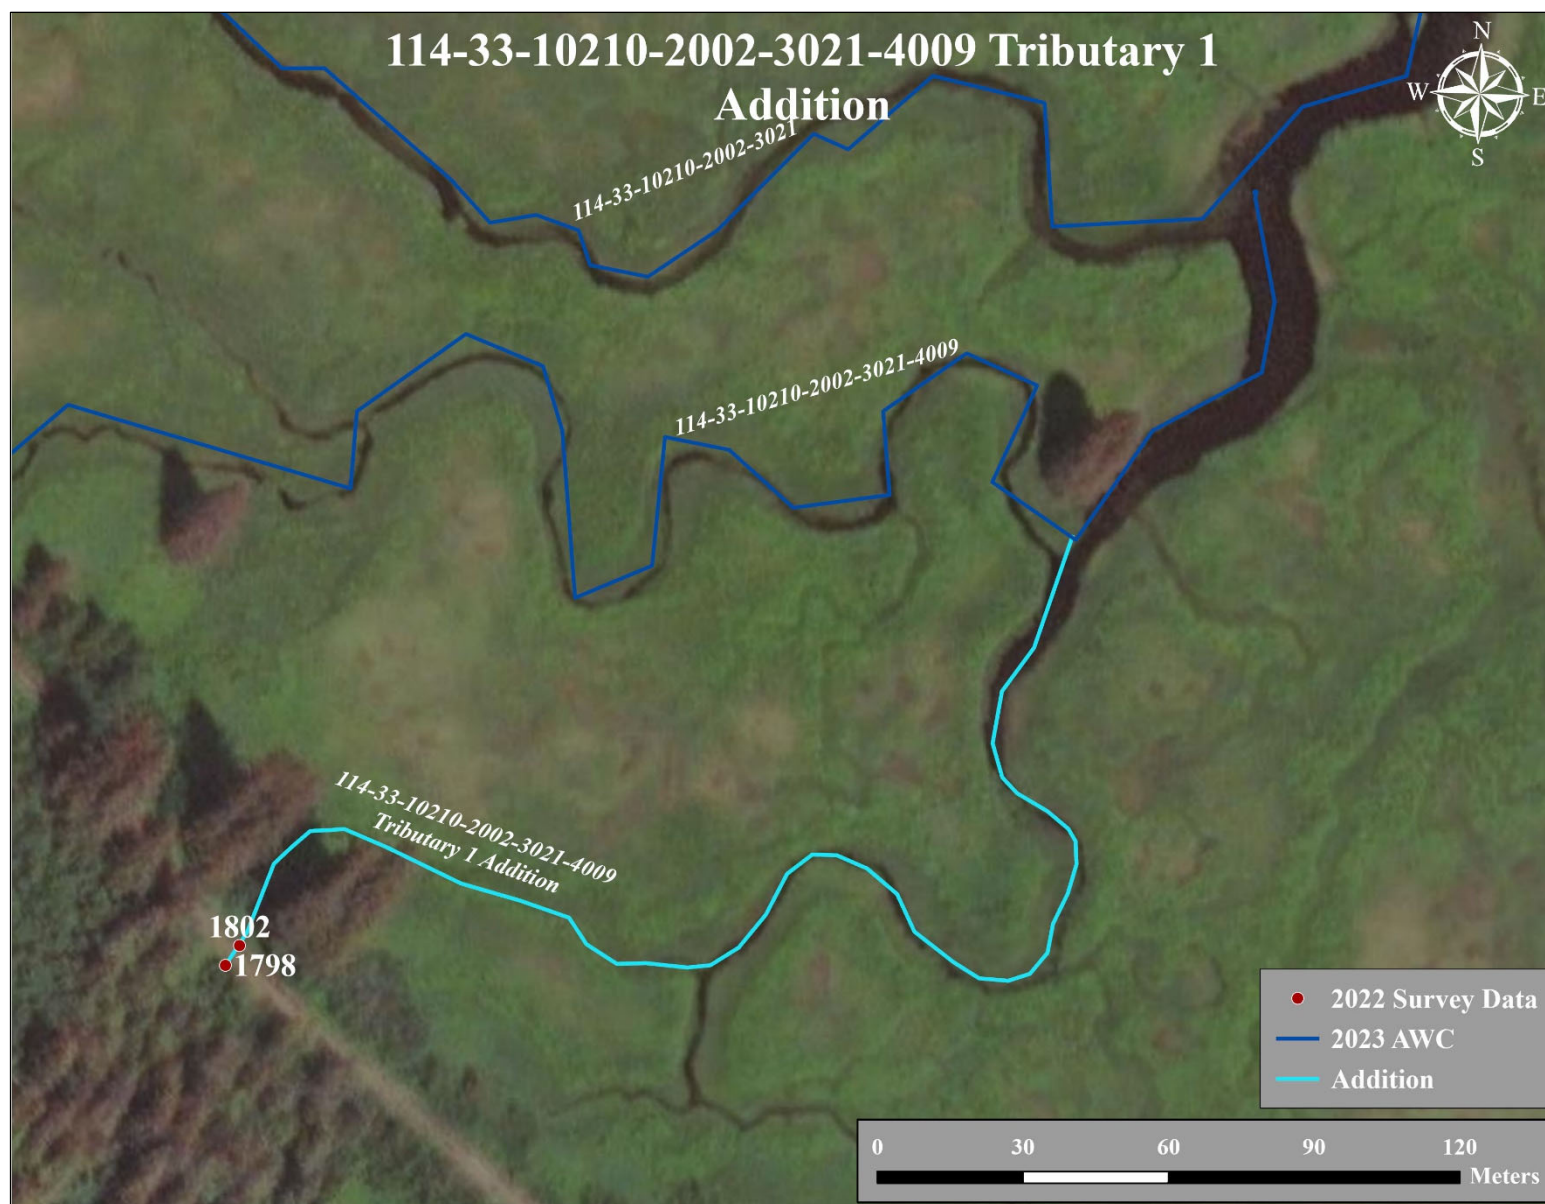 114-33-10210-2002-3021-4009 Tributary 1
Addition
N
W
E
S
114-33-10210-2002-3021
114-33-10210-2002-3021-4009
114-33-10210-2002-3021-4009
Tributary 1 Addition
1802
1798
2022 Survey Data
2023 AWC
Addition
0 30 60 90 120
Meters